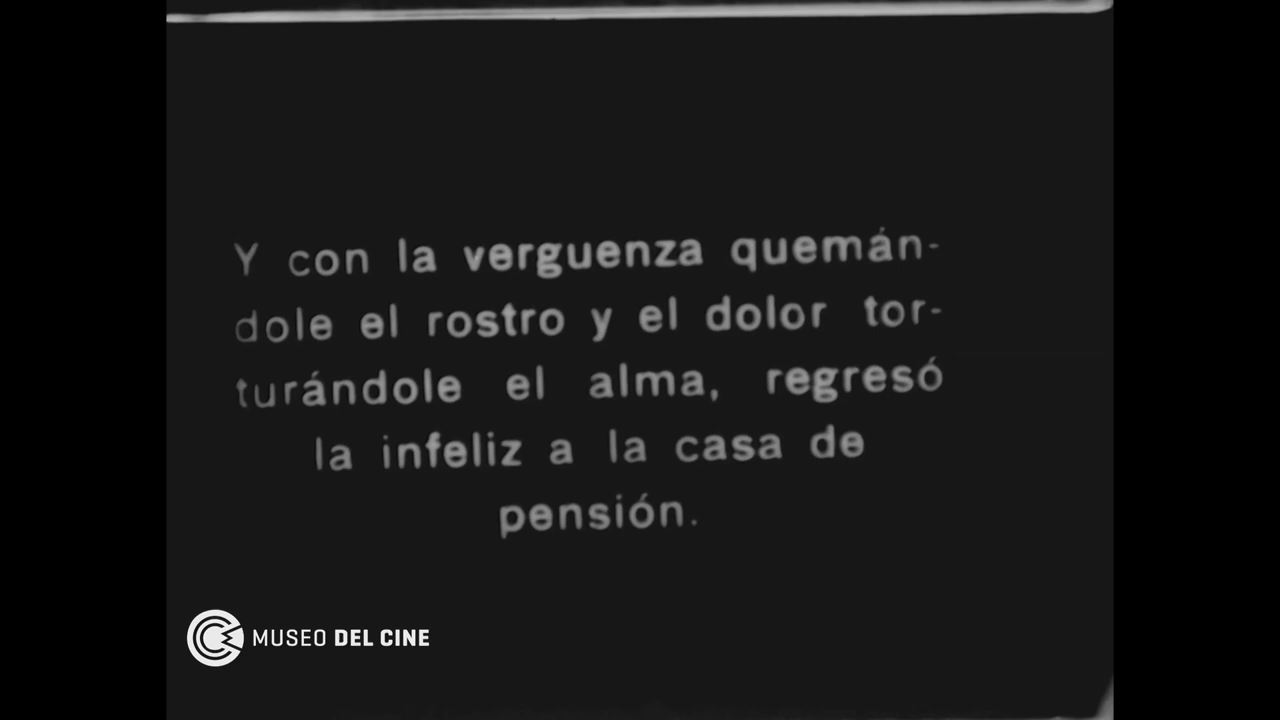 Y con la verguenza quemán-
dole el rostro y el dolor tor-
turándole el alma, regresó
la infeliz a la casa de
pensión.
MUSEO DEL CINE